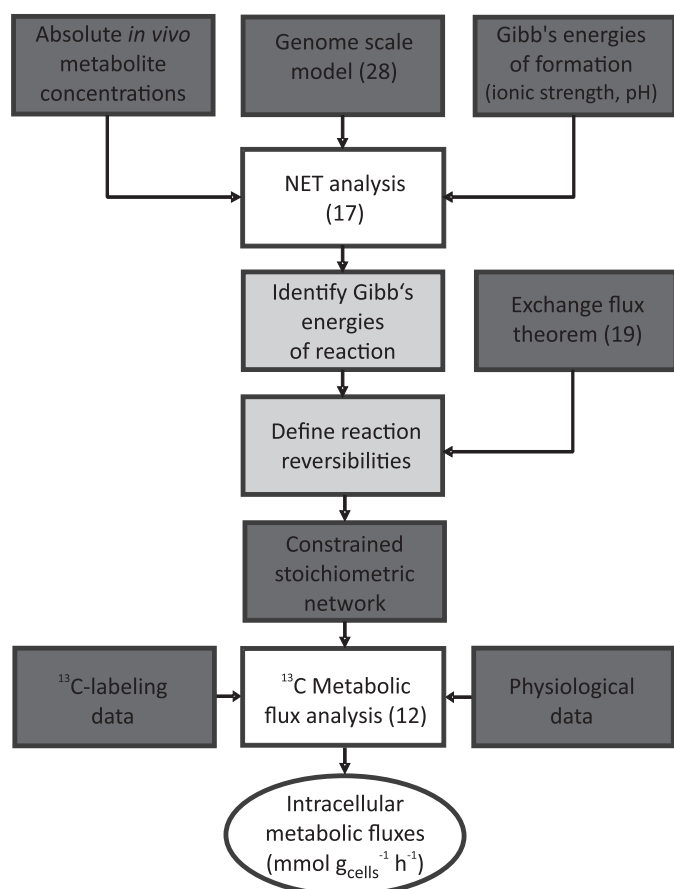 Absolute in vivo
metabolite
concentrations
Genome scale
model (28)
Gibb's energies
of formation
(ionic strength, pH)
NET analysis
(17)
Identify Gibb‘s
energies
of reaction
Exchange flux
theorem (19)
Define reaction
reversibilities
Constrained
stoichiometric
network
¹³C-labeling
data
¹³C Metabolic
flux analysis (12)
Physiological
data
Intracellular
metabolic fluxes
(mmol g_cells⁻¹ h⁻¹)